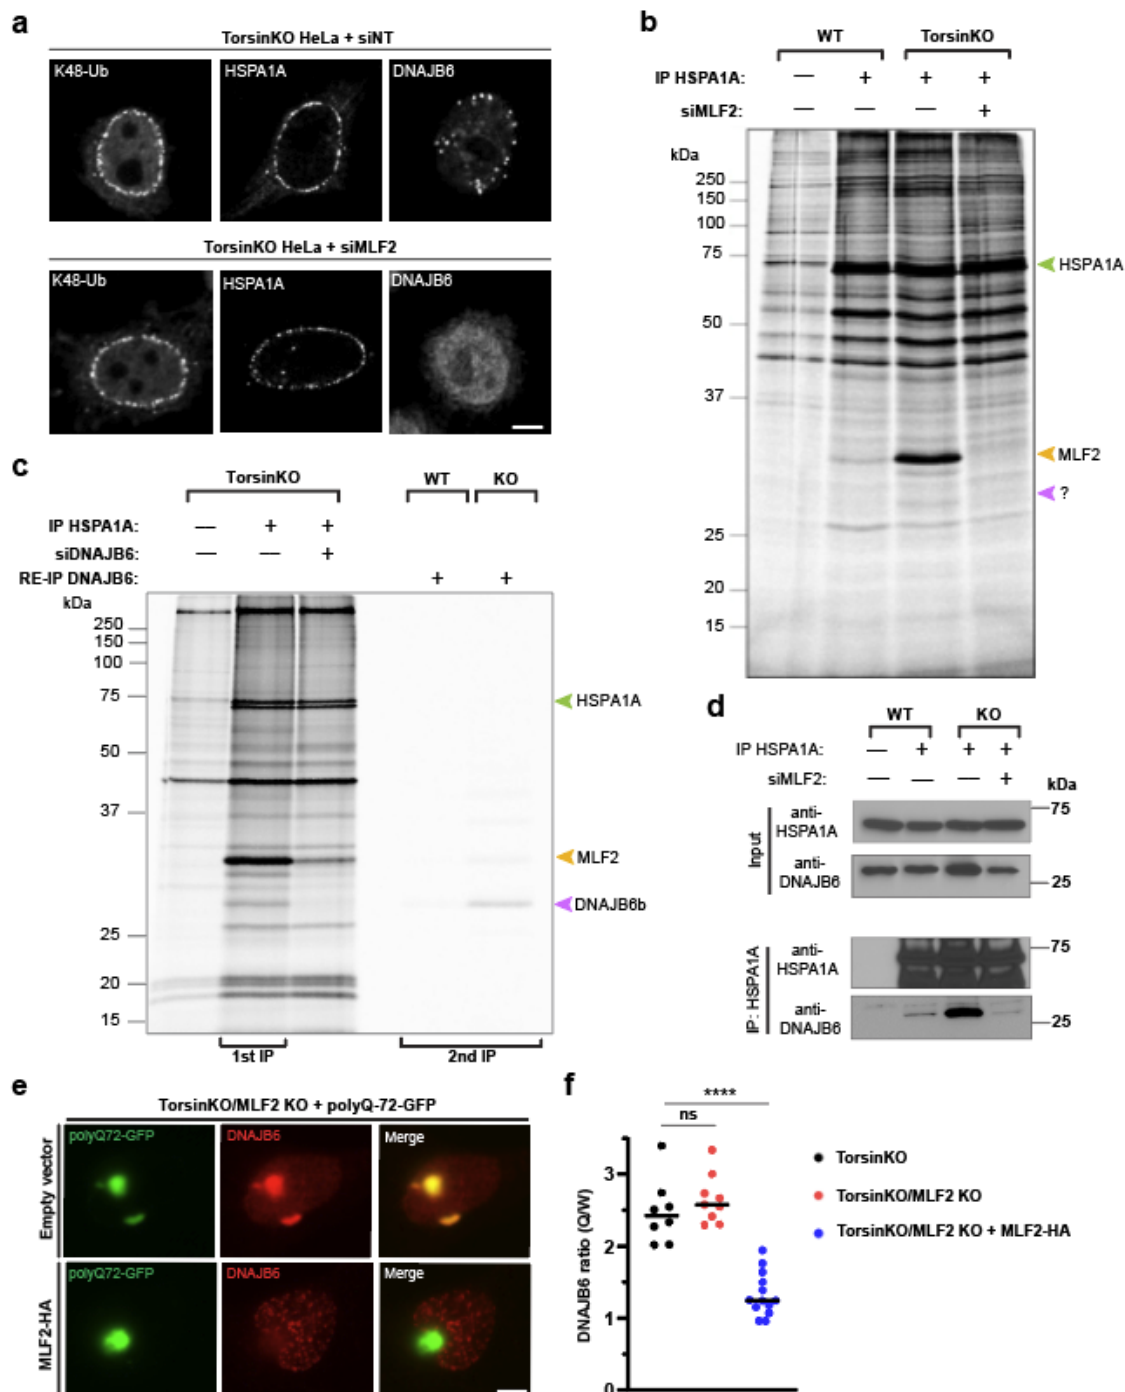 a
TorsinKO HeLa + siNT
K48-Ub HSPA1A DNAJB6
TorsinKO HeLa + siMLF2
K48-Ub HSPA1A DNAJB6
b
WT TorsinKO
IP HSPA1A: — + + +
siMLF2: — — — +
kDa
250
150
100
75
50
37
25
20
15
HSPA1A
MLF2
?
c
TorsinKO WT KO
IP HSPA1A: — + +
siDNAJB6: — — +
RE-IP DNAJB6: + +
kDa
250
150
100
75
50
37
25
20
15
HSPA1A
MLF2
DNAJB6b
1st IP 2nd IP
d
WT KO
IP HSPA1A: — + + +
siMLF2: — — — +
kDa
Input
anti-HSPA1A
75
anti-DNAJB6
25
IP: HSPA1A
anti-HSPA1A
75
anti-DNAJB6
25
e
TorsinKO/MLF2 KO + polyQ-72-GFP
Empty vector
polyQ72-GFP DNAJB6 Merge
MLF2-HA
polyQ72-GFP DNAJB6 Merge
f
****
ns
DNAJB6 ratio (Q/W)
3
2
1
0
TorsinKO
TorsinKO/MLF2 KO
TorsinKO/MLF2 KO + MLF2-HA